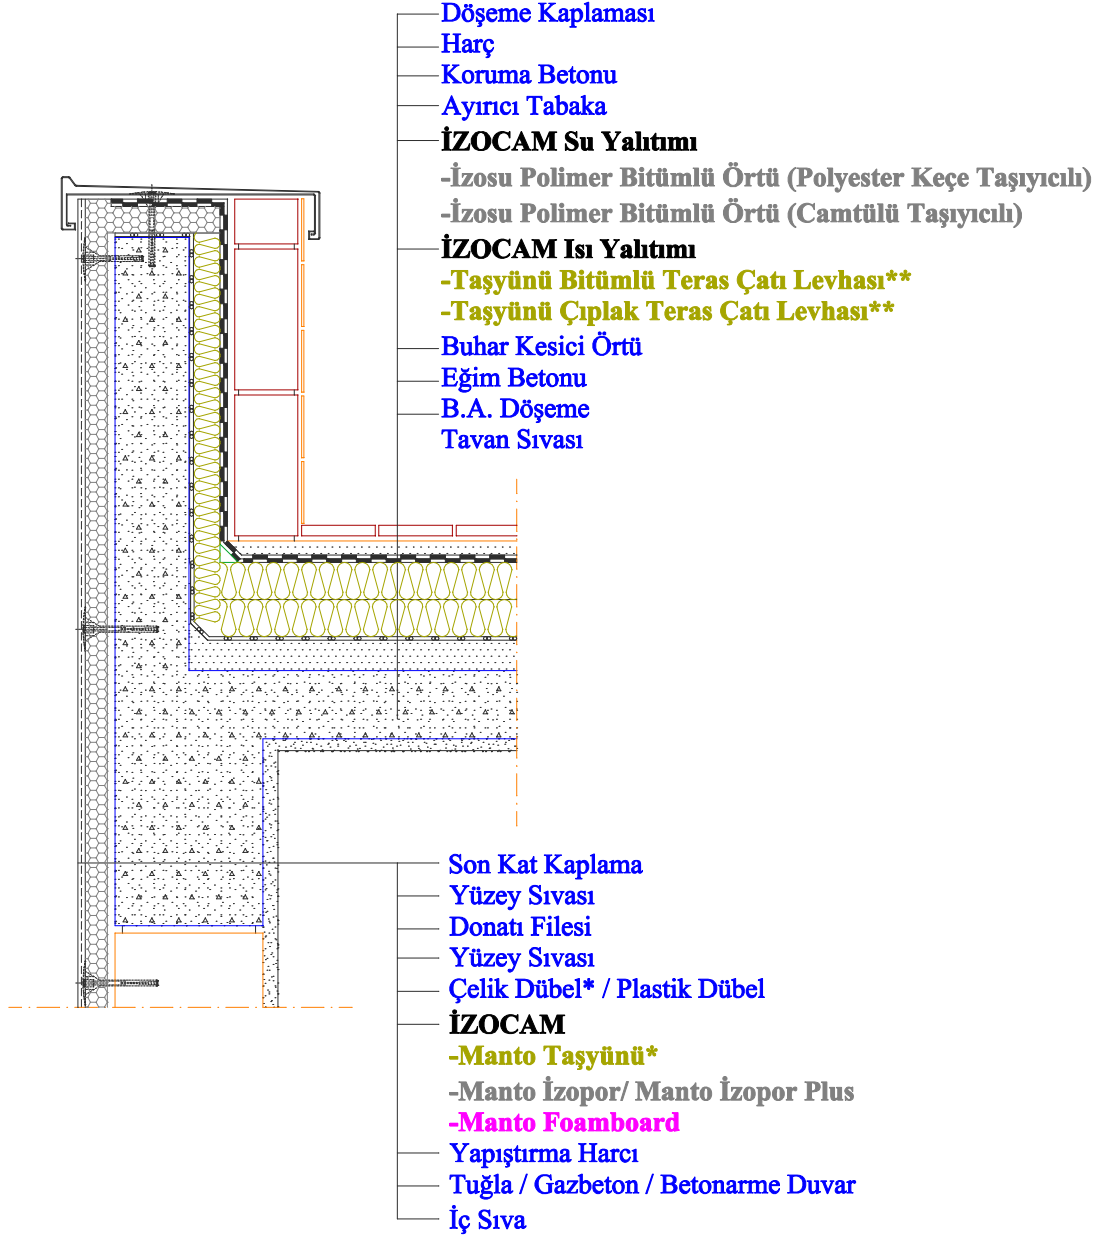 Döşeme Kaplaması
Harç
Koruma Betonu
Ayırıcı Tabaka
İZOCAM Su Yalıtımı
-İzosu Polimer Bitümlü Örtü (Polyester Keçe Taşıyıcılı)
-İzosu Polimer Bitümlü Örtü (Camtülü Taşıyıcılı)
İZOCAM Isı Yalıtımı
-Taşyünü Bitümlü Teras Çatı Levhası**
-Taşyünü Çıplak Teras Çatı Levhası**
Buhar Kesici Örtü
Eğim Betonu
B.A. Döşeme
Tavan Sıvası
Son Kat Kaplama
Yüzey Sıvası
Donatı Filesi
Yüzey Sıvası
Çelik Dübel* / Plastik Dübel
İZOCAM
-Manto Taşyünü*
-Manto İzopor/ Manto İzopor Plus
-Manto Foamboard
Yapıştırma Harcı
Tuğla / Gazbeton / Betonarme Duvar
İç Sıva